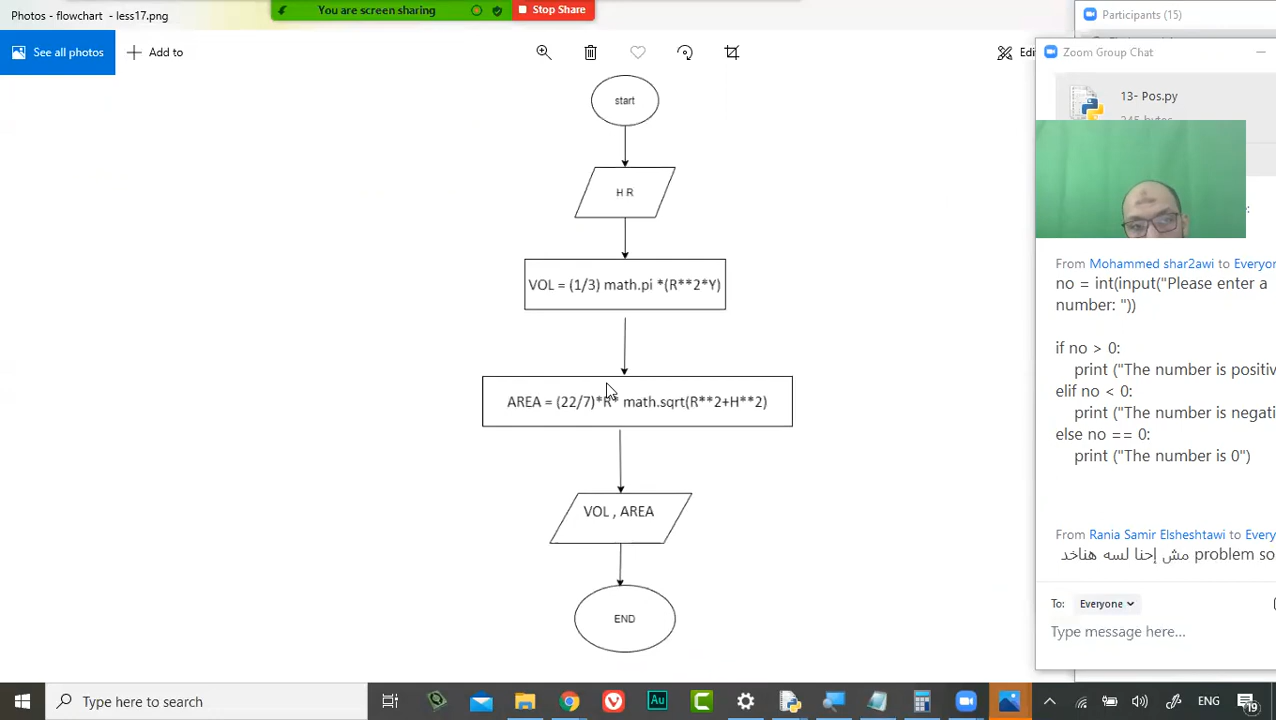 Photos - flowchart - less17.png
You are screen sharing
Stop Share
Participants (15)
See all photos
Add to
Zoom Group Chat
13- Pos.py
start
H R
VOL = (1/3) math.pi *(R**2*Y)
AREA = (22/7)*R* math.sqrt(R**2+H**2)
VOL , AREA
END
From Mohammed shar2awi to Everyon
no = int(input("Please enter a
number: "))
if no > 0:
print ("The number is positiv
elif no < 0:
print ("The number is negati
else no == 0:
print ("The number is 0")
From Rania Samir Elsheshtawi to Every
مش إحنا لسه هناخد problem so
To: Everyone
Type message here...
Type here to search
Au
ENG
19